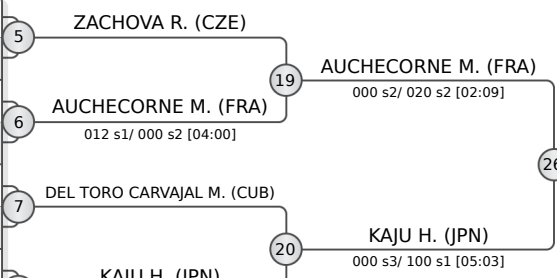 ZACHOVA R. (CZE)
5
19
AUCHECORNE M. (FRA)
000 s2/ 020 s2 [02:09]
AUCHECORNE M. (FRA)
6
012 s1/ 000 s2 [04:00]
26
DEL TORO CARVAJAL M. (CUB)
7
20
KAJU H. (JPN)
000 s3/ 100 s1 [05:03]
KAJU H. (JPN)